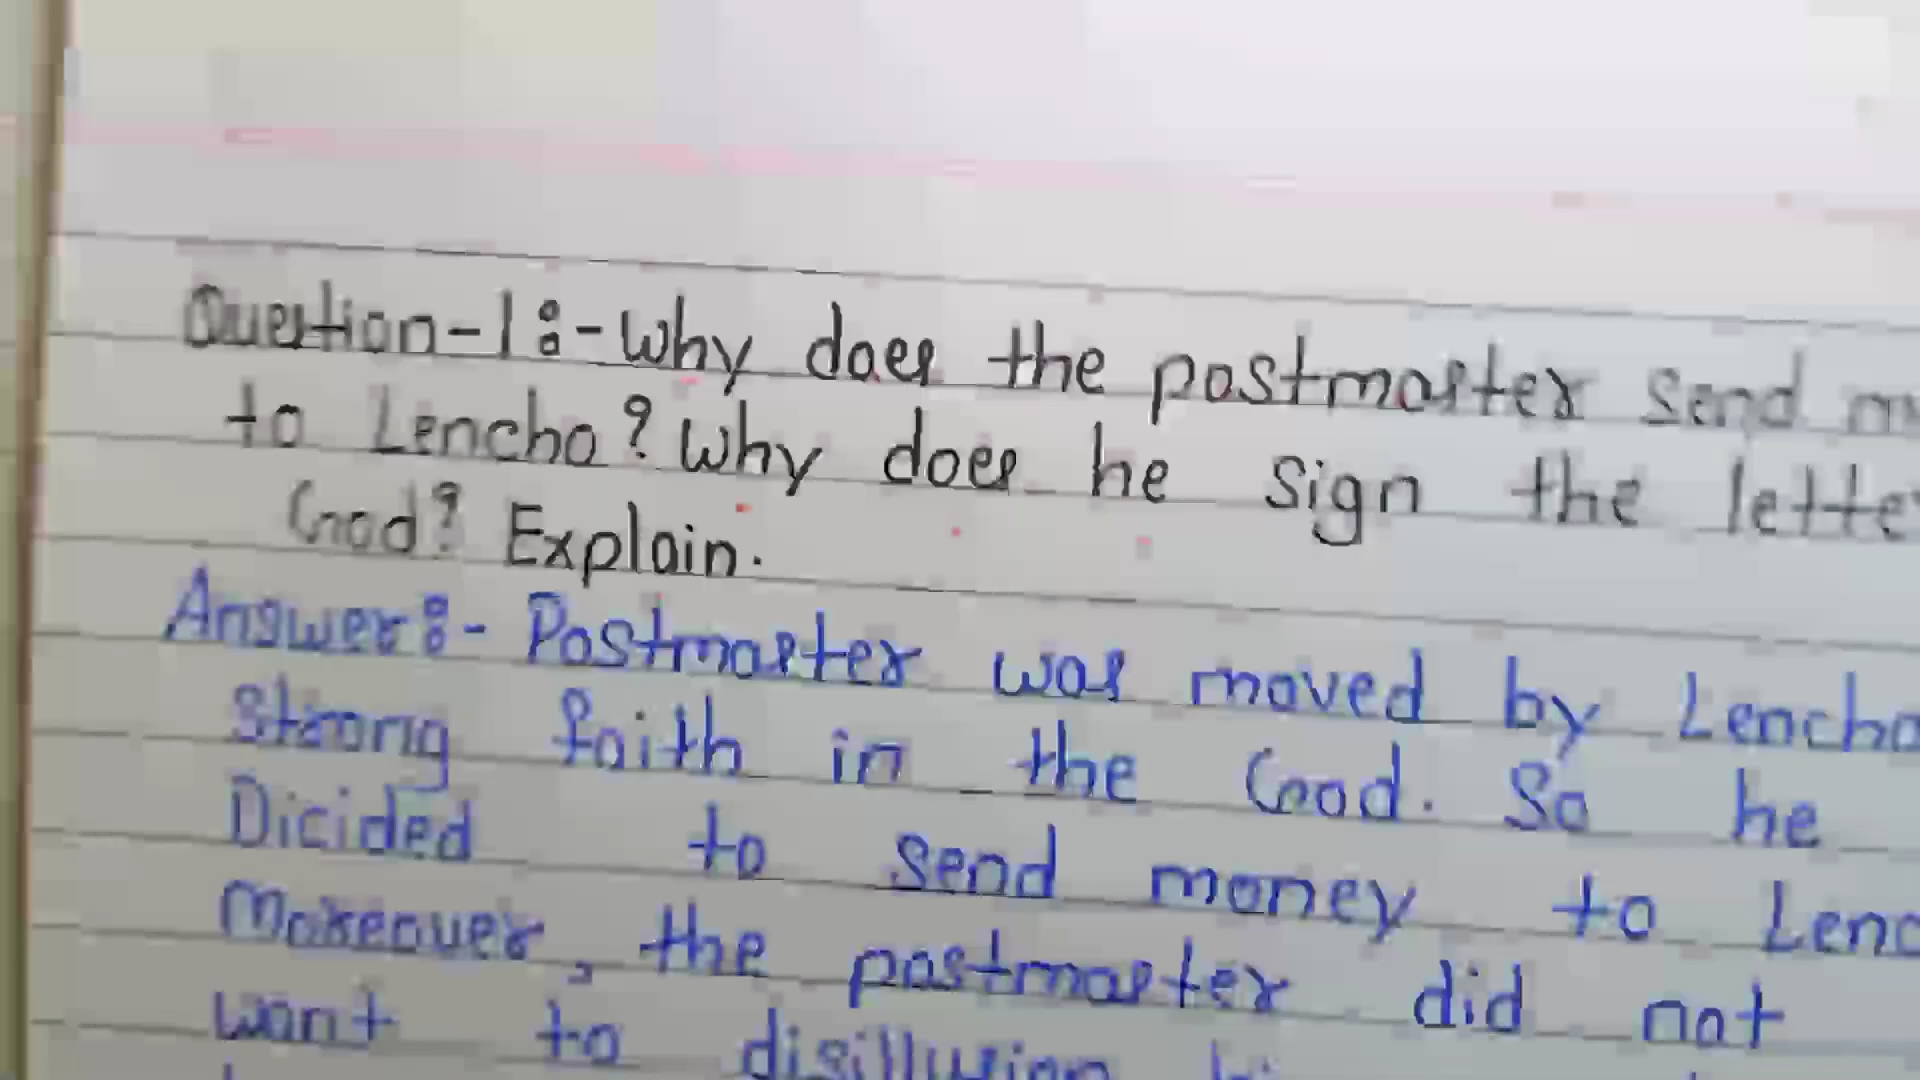 Question-1:-Why does the postmaster send
to Lencho? Why does he sign the letter
God? Explain.
Answer:- Postmaster was moved by Lencho
Strong faith in the God. So he
Dicided to send money to Lenc
Moreover, the postmaster did not
want to disillusion